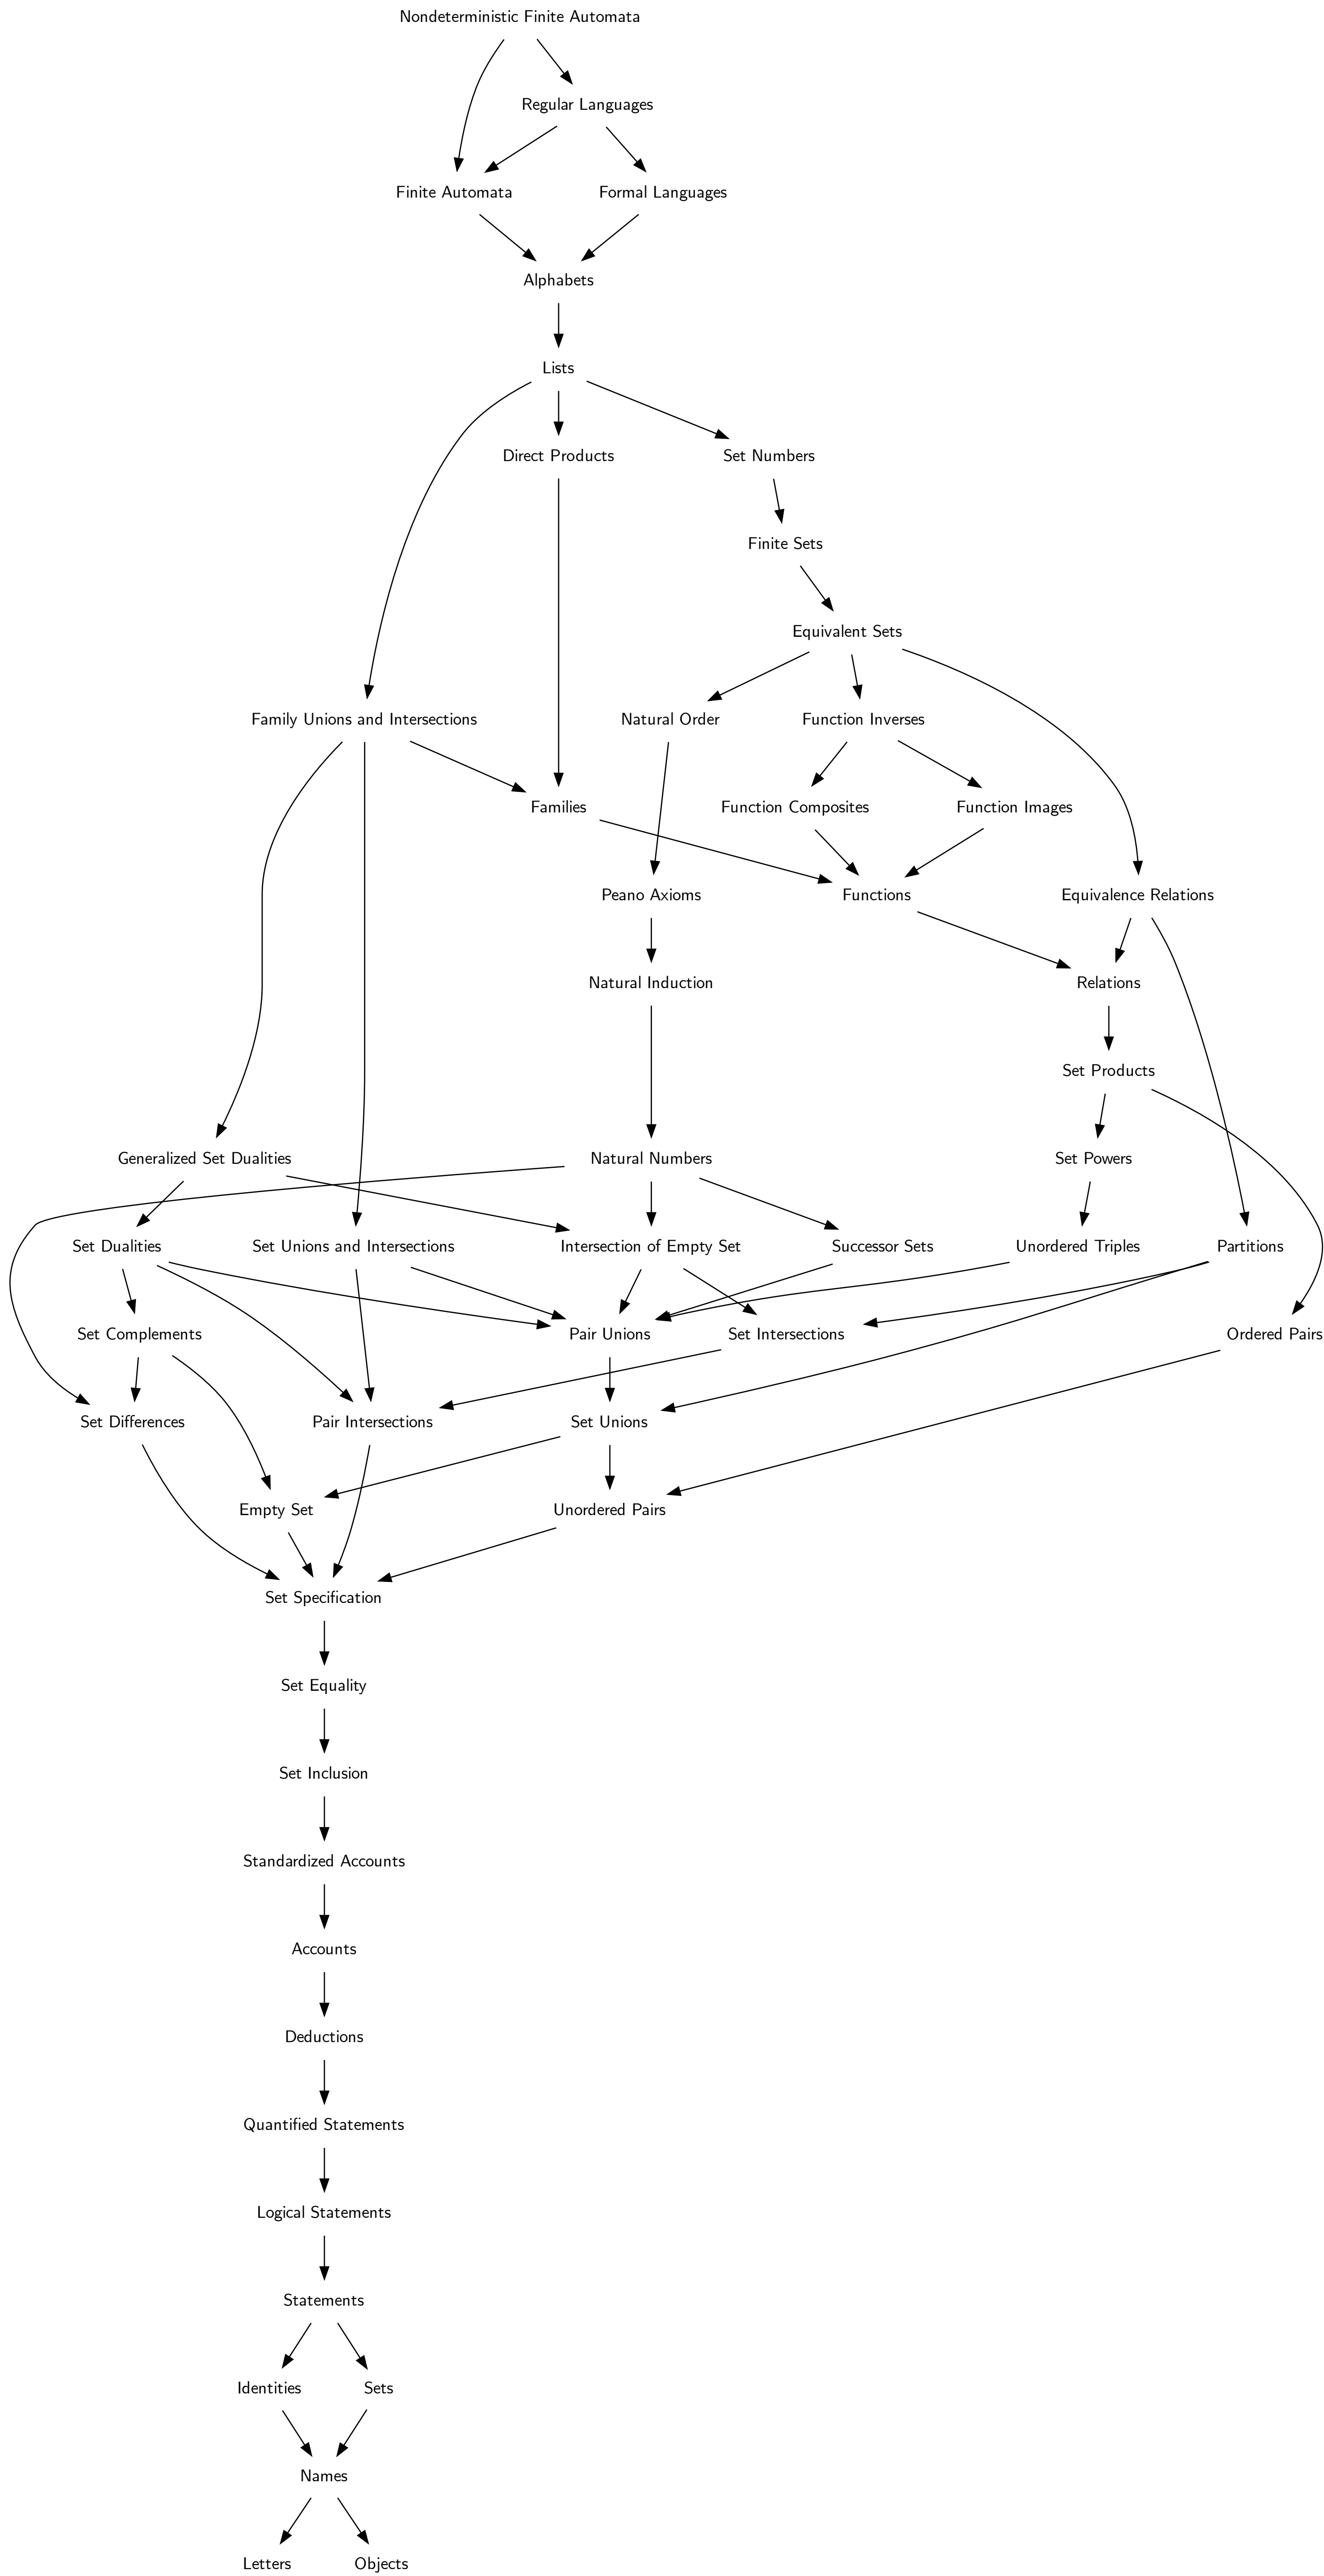 Nondeterministic Finite Automata
Regular Languages
Finite Automata
Formal Languages
Alphabets
Lists
Direct Products
Set Numbers
Finite Sets
Equivalent Sets
Family Unions and Intersections
Natural Order
Function Inverses
Families
Function Composites
Function Images
Peano Axioms
Functions
Equivalence Relations
Natural Induction
Relations
Set Products
Generalized Set Dualities
Natural Numbers
Set Powers
Set Dualities
Set Unions and Intersections
Intersection of Empty Set
Successor Sets
Unordered Triples
Partitions
Set Complements
Pair Unions
Set Intersections
Ordered Pairs
Set Differences
Pair Intersections
Set Unions
Empty Set
Unordered Pairs
Set Specification
Set Equality
Set Inclusion
Standardized Accounts
Accounts
Deductions
Quantified Statements
Logical Statements
Statements
Identities
Sets
Names
Letters
Objects